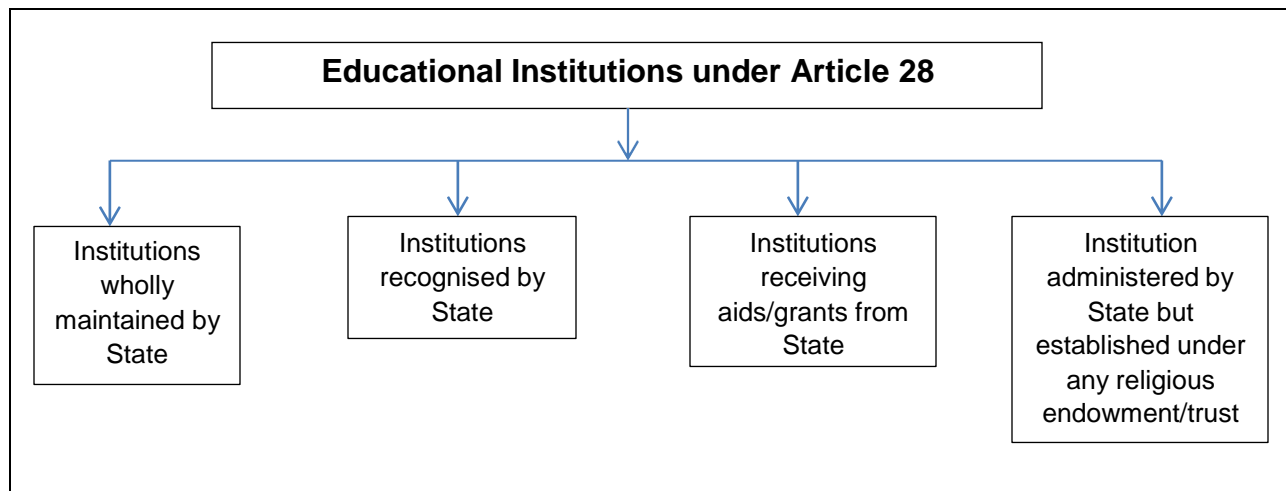 Educational Institutions under Article 28
Institutions
wholly
maintained by
State
Institutions
recognised by
State
Institutions
receiving
aids/grants from
State
Institution
administered by
State but
established under
any religious
endowment/trust